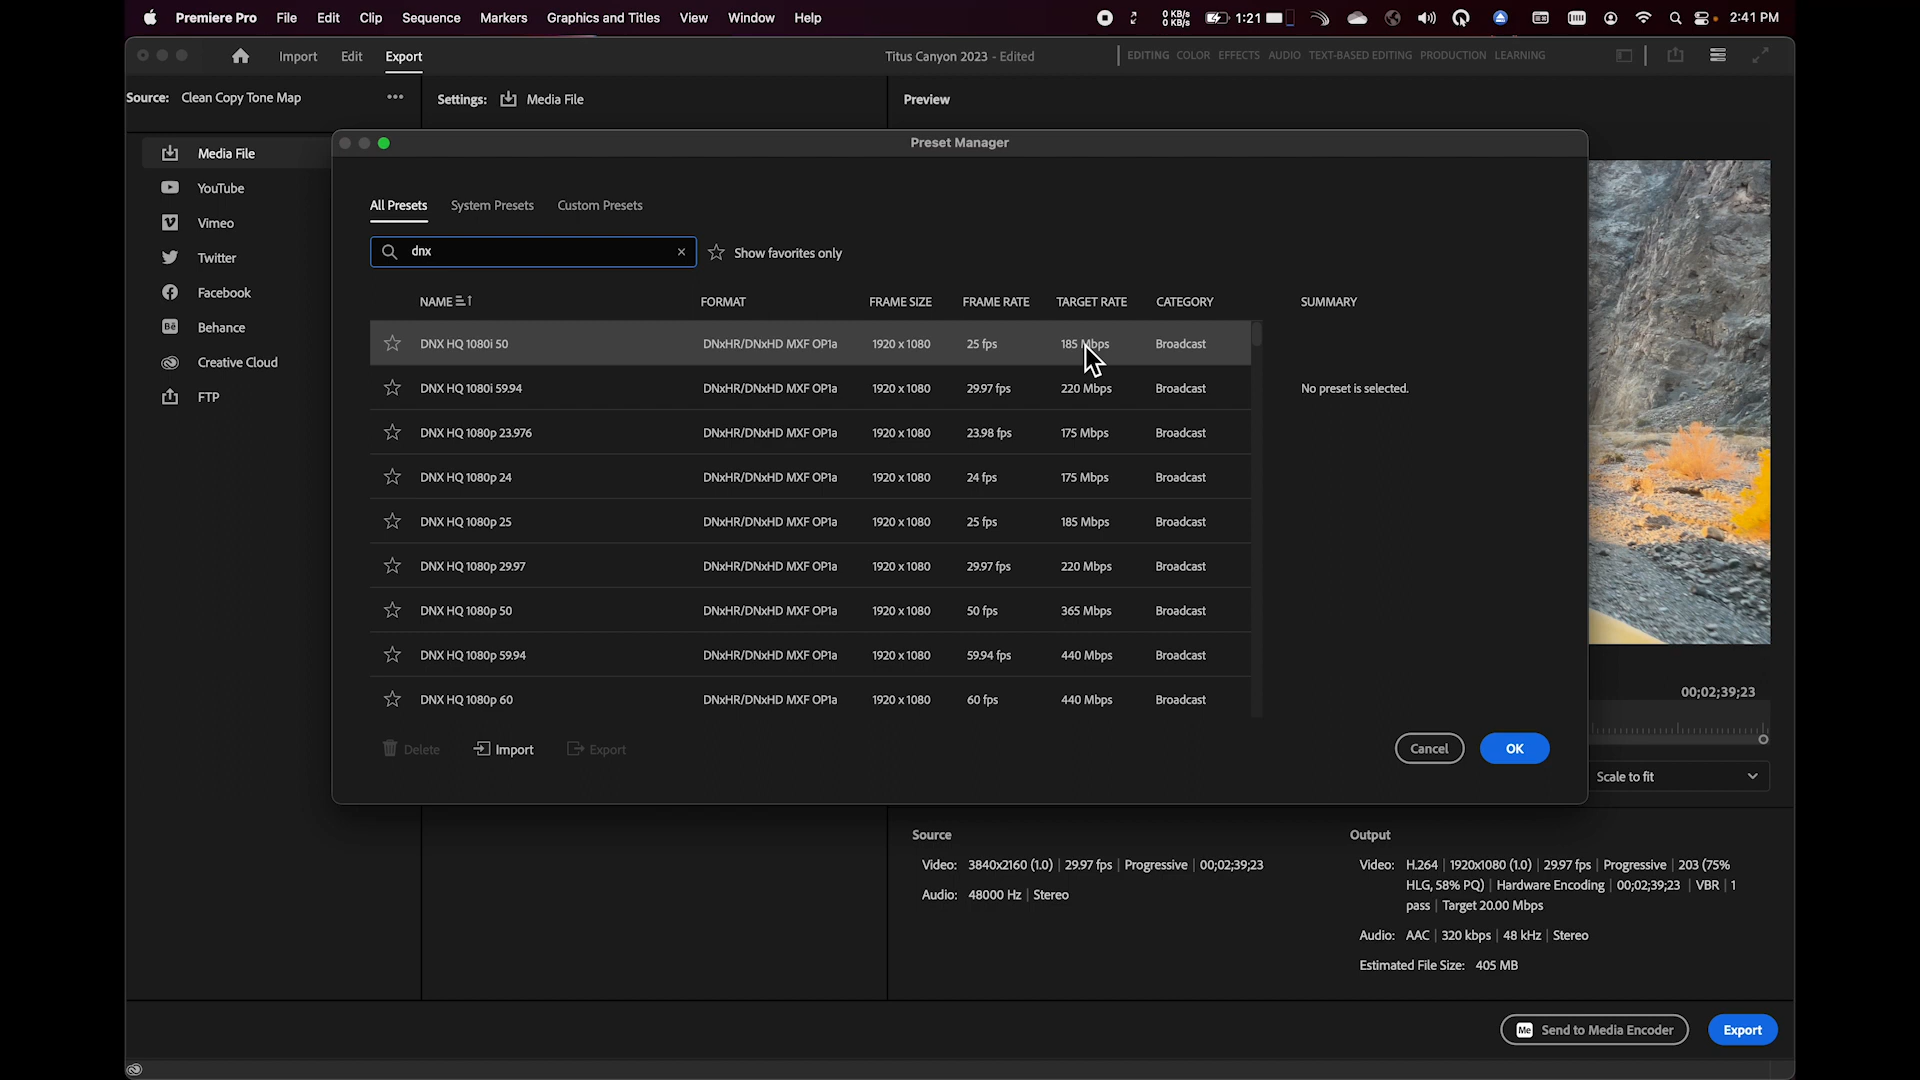 Premiere Pro File Edit Clip Sequence Markers Graphics and Titles View Window Help 0 KB/s 0 KB/s 1:21 2:41 PM
Import Edit Export Titus Canyon 2023 - Edited EDITING COLOR EFFECTS AUDIO TEXT-BASED EDITING PRODUCTION LEARNING
Source: Clean Copy Tone Map ••• Settings: Media File Preview
Preset Manager
Media File
YouTube
Vimeo
Twitter
Facebook
Bē Behance
Creative Cloud
FTP
All Presets System Presets Custom Presets
dnx × Show favorites only
NAME FORMAT FRAME SIZE FRAME RATE TARGET RATE CATEGORY SUMMARY
DNX HQ 1080i 50 DNxHR/DNxHD MXF OP1a 1920 x 1080 25 fps 185 Mbps Broadcast
DNX HQ 1080i 59.94 DNxHR/DNxHD MXF OP1a 1920 x 1080 29.97 fps 220 Mbps Broadcast No preset is selected.
DNX HQ 1080p 23.976 DNxHR/DNxHD MXF OP1a 1920 x 1080 23.98 fps 175 Mbps Broadcast
DNX HQ 1080p 24 DNxHR/DNxHD MXF OP1a 1920 x 1080 24 fps 175 Mbps Broadcast
DNX HQ 1080p 25 DNxHR/DNxHD MXF OP1a 1920 x 1080 25 fps 185 Mbps Broadcast
DNX HQ 1080p 29.97 DNxHR/DNxHD MXF OP1a 1920 x 1080 29.97 fps 220 Mbps Broadcast
DNX HQ 1080p 50 DNxHR/DNxHD MXF OP1a 1920 x 1080 50 fps 365 Mbps Broadcast
DNX HQ 1080p 59.94 DNxHR/DNxHD MXF OP1a 1920 x 1080 59.94 fps 440 Mbps Broadcast
DNX HQ 1080p 60 DNxHR/DNxHD MXF OP1a 1920 x 1080 60 fps 440 Mbps Broadcast
Delete Import Export Cancel OK
00;02;39;23
Scale to fit
Source
Video: 3840x2160 (1.0) | 29.97 fps | Progressive | 00;02;39;23
Audio: 48000 Hz | Stereo
Output
Video: H.264 | 1920x1080 (1.0) | 29.97 fps | Progressive | 203 (75%
HLG, 58% PQ) | Hardware Encoding | 00;02;39;23 | VBR | 1
pass | Target 20.00 Mbps
Audio: AAC | 320 kbps | 48 kHz | Stereo
Estimated File Size: 405 MB
Me Send to Media Encoder Export